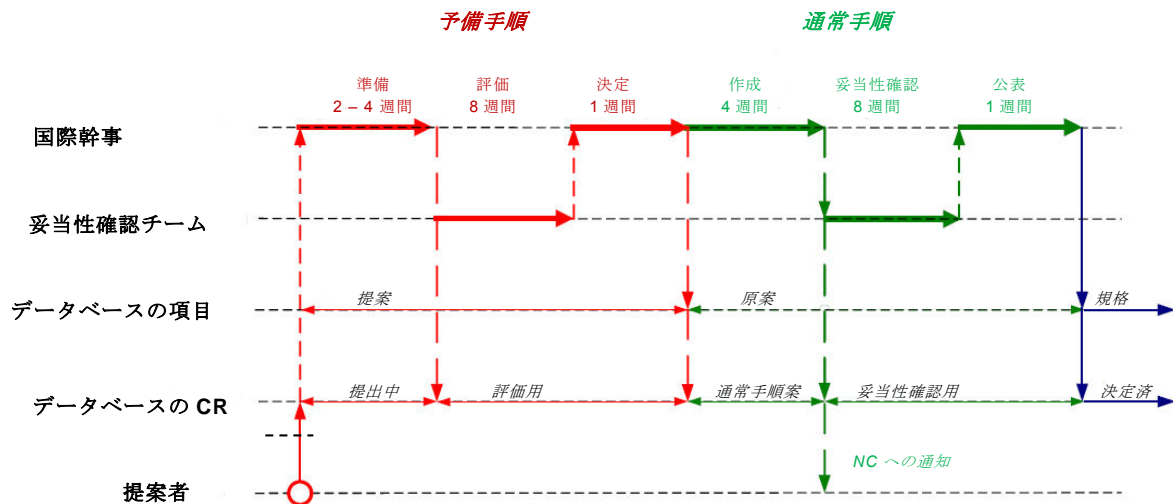 予備手順 通常手順
準備 評価 決定 作成 妥当性確認 公表
2 – 4 週間 8 週間 1 週間 4 週間 8 週間 1 週間
国際幹事
妥当性確認チーム
提案 原案 規格
データベースの項目
提出中 評価用 通常手順案 妥当性確認用 決定済
データベースの CR
NC への通知
提案者